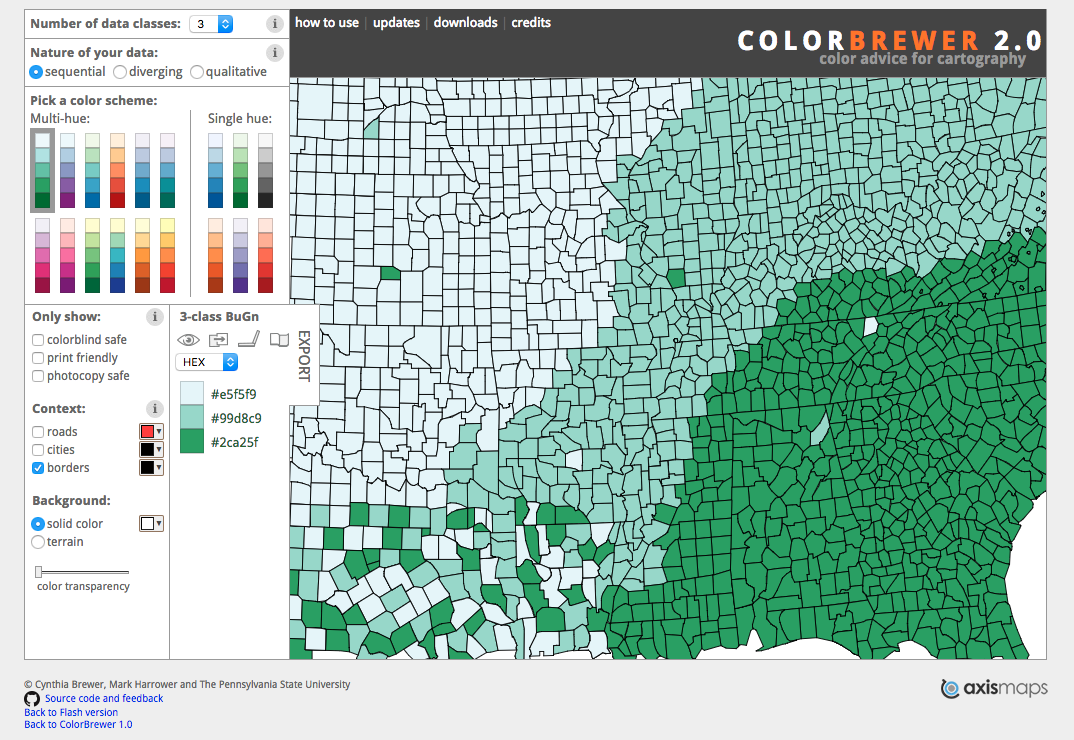 Number of data classes: 3 i
how to use | updates | downloads | credits
COLORBREWER 2.0
color advice for cartography
Nature of your data: i
sequential diverging qualitative
Pick a color scheme:
Multi-hue: Single hue:
Only show: i
colorblind safe
print friendly
photocopy safe
Context: i
roads
cities
borders
Background:
solid color
terrain
color transparency
3-class BuGn
EXPORT
HEX
#e5f5f9
#99d8c9
#2ca25f
© Cynthia Brewer, Mark Harrower and The Pennsylvania State University
Source code and feedback
Back to Flash version
Back to ColorBrewer 1.0
axismaps